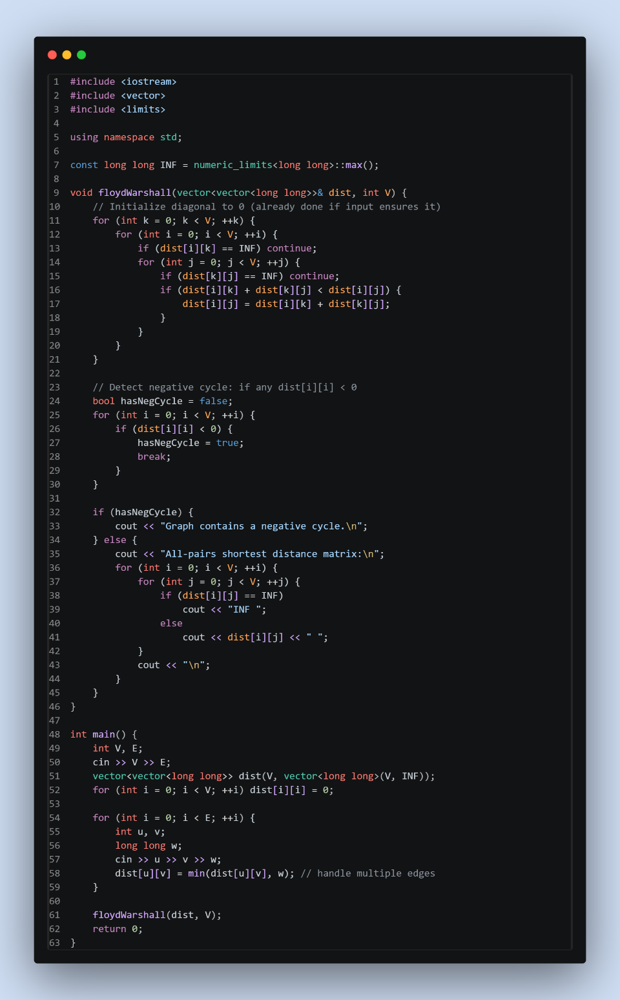 1 #include <iostream>
2 #include <vector>
3 #include <limits>
4
5 using namespace std;
6
7 const long long INF = numeric_limits<long long>::max();
8
9 void floydWarshall(vector<vector<long long>>& dist, int V) {
10     // Initialize diagonal to 0 (already done if input ensures it)
11     for (int k = 0; k < V; ++k) {
12         for (int i = 0; i < V; ++i) {
13             if (dist[i][k] == INF) continue;
14             for (int j = 0; j < V; ++j) {
15                 if (dist[k][j] == INF) continue;
16                 if (dist[i][k] + dist[k][j] < dist[i][j]) {
17                     dist[i][j] = dist[i][k] + dist[k][j];
18                 }
19             }
20         }
21     }
22
23     // Detect negative cycle: if any dist[i][i] < 0
24     bool hasNegCycle = false;
25     for (int i = 0; i < V; ++i) {
26         if (dist[i][i] < 0) {
27             hasNegCycle = true;
28             break;
29         }
30     }
31
32     if (hasNegCycle) {
33         cout << "Graph contains a negative cycle.\n";
34     } else {
35         cout << "All-pairs shortest distance matrix:\n";
36         for (int i = 0; i < V; ++i) {
37             for (int j = 0; j < V; ++j) {
38                 if (dist[i][j] == INF)
39                     cout << "INF ";
40                 else
41                     cout << dist[i][j] << " ";
42             }
43             cout << "\n";
44         }
45     }
46 }
47
48 int main() {
49     int V, E;
50     cin >> V >> E;
51     vector<vector<long long>> dist(V, vector<long long>(V, INF));
52     for (int i = 0; i < V; ++i) dist[i][i] = 0;
53
54     for (int i = 0; i < E; ++i) {
55         int u, v;
56         long long w;
57         cin >> u >> v >> w;
58         dist[u][v] = min(dist[u][v], w); // handle multiple edges
59     }
60
61     floydWarshall(dist, V);
62     return 0;
63 }